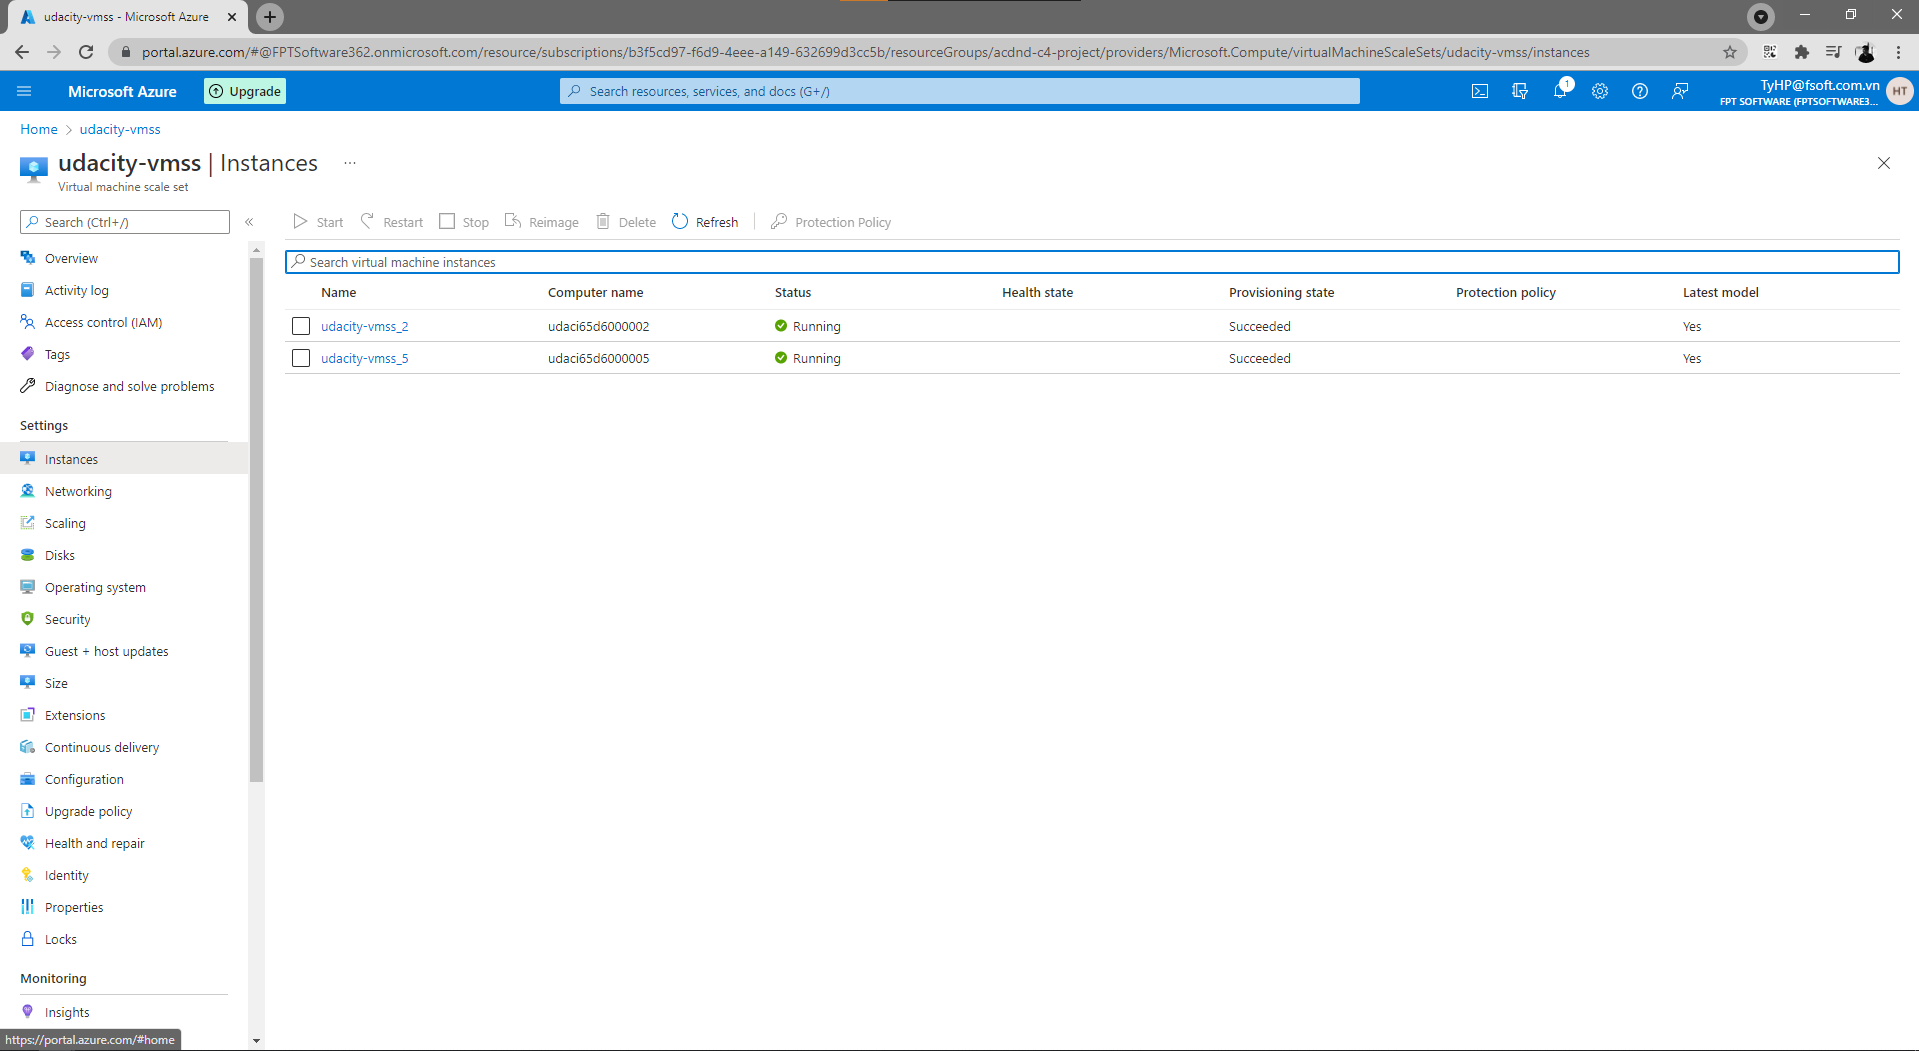 udacity-vmss - Microsoft Azure
portal.azure.com/#@FPTSoftware362.onmicrosoft.com/resource/subscriptions/b3f5cd97-f6d9-4eee-a149-632699d3cc5b/resourceGroups/acdnd-c4-project/providers/Microsoft.Compute/virtualMachineScaleSets/udacity-vmss/instances
Microsoft Azure
Upgrade
Search resources, services, and docs (G+/)
1
TyHP@fsoft.com.vn
FPT SOFTWARE (FPTSOFTWARE3...
HT
Home > udacity-vmss
udacity-vmss | Instances ...
Virtual machine scale set
Search (Ctrl+/)
«
Start
Restart
Stop
Reimage
Delete
Refresh
Protection Policy
Search virtual machine instances
Name Computer name Status Health state Provisioning state Protection policy Latest model
udacity-vmss_2 udaci65d6000002 Running Succeeded Yes
udacity-vmss_5 udaci65d6000005 Running Succeeded Yes
Overview
Activity log
Access control (IAM)
Tags
Diagnose and solve problems
Settings
Instances
Networking
Scaling
Disks
Operating system
Security
Guest + host updates
Size
Extensions
Continuous delivery
Configuration
Upgrade policy
Health and repair
Identity
Properties
Locks
Monitoring
Insights
https://portal.azure.com/#home